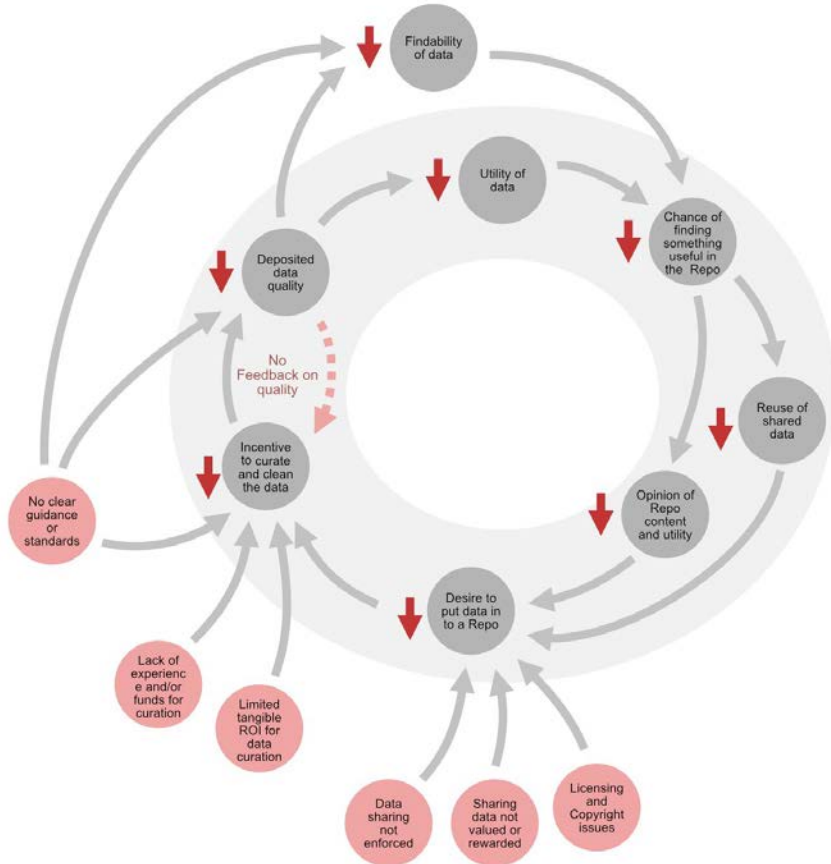 Findability
of data
Utility of
data
Chance of
finding
something
useful in
the Repo
Deposited
data
quality
No
Feedback on
quality
Reuse of
shared
data
Incentive
to curate
and clean
the data
No clear
guidance
or
standards
Opinion of
Repo
content
and utility
Desire to
put data in
to a Repo
Lack of
experienc
e and/or
funds for
curation
Limited
tangible
ROI for
data
curation
Data
sharing
not
enforced
Sharing
data not
valued or
rewarded
Licensing
and
Copyright
issues